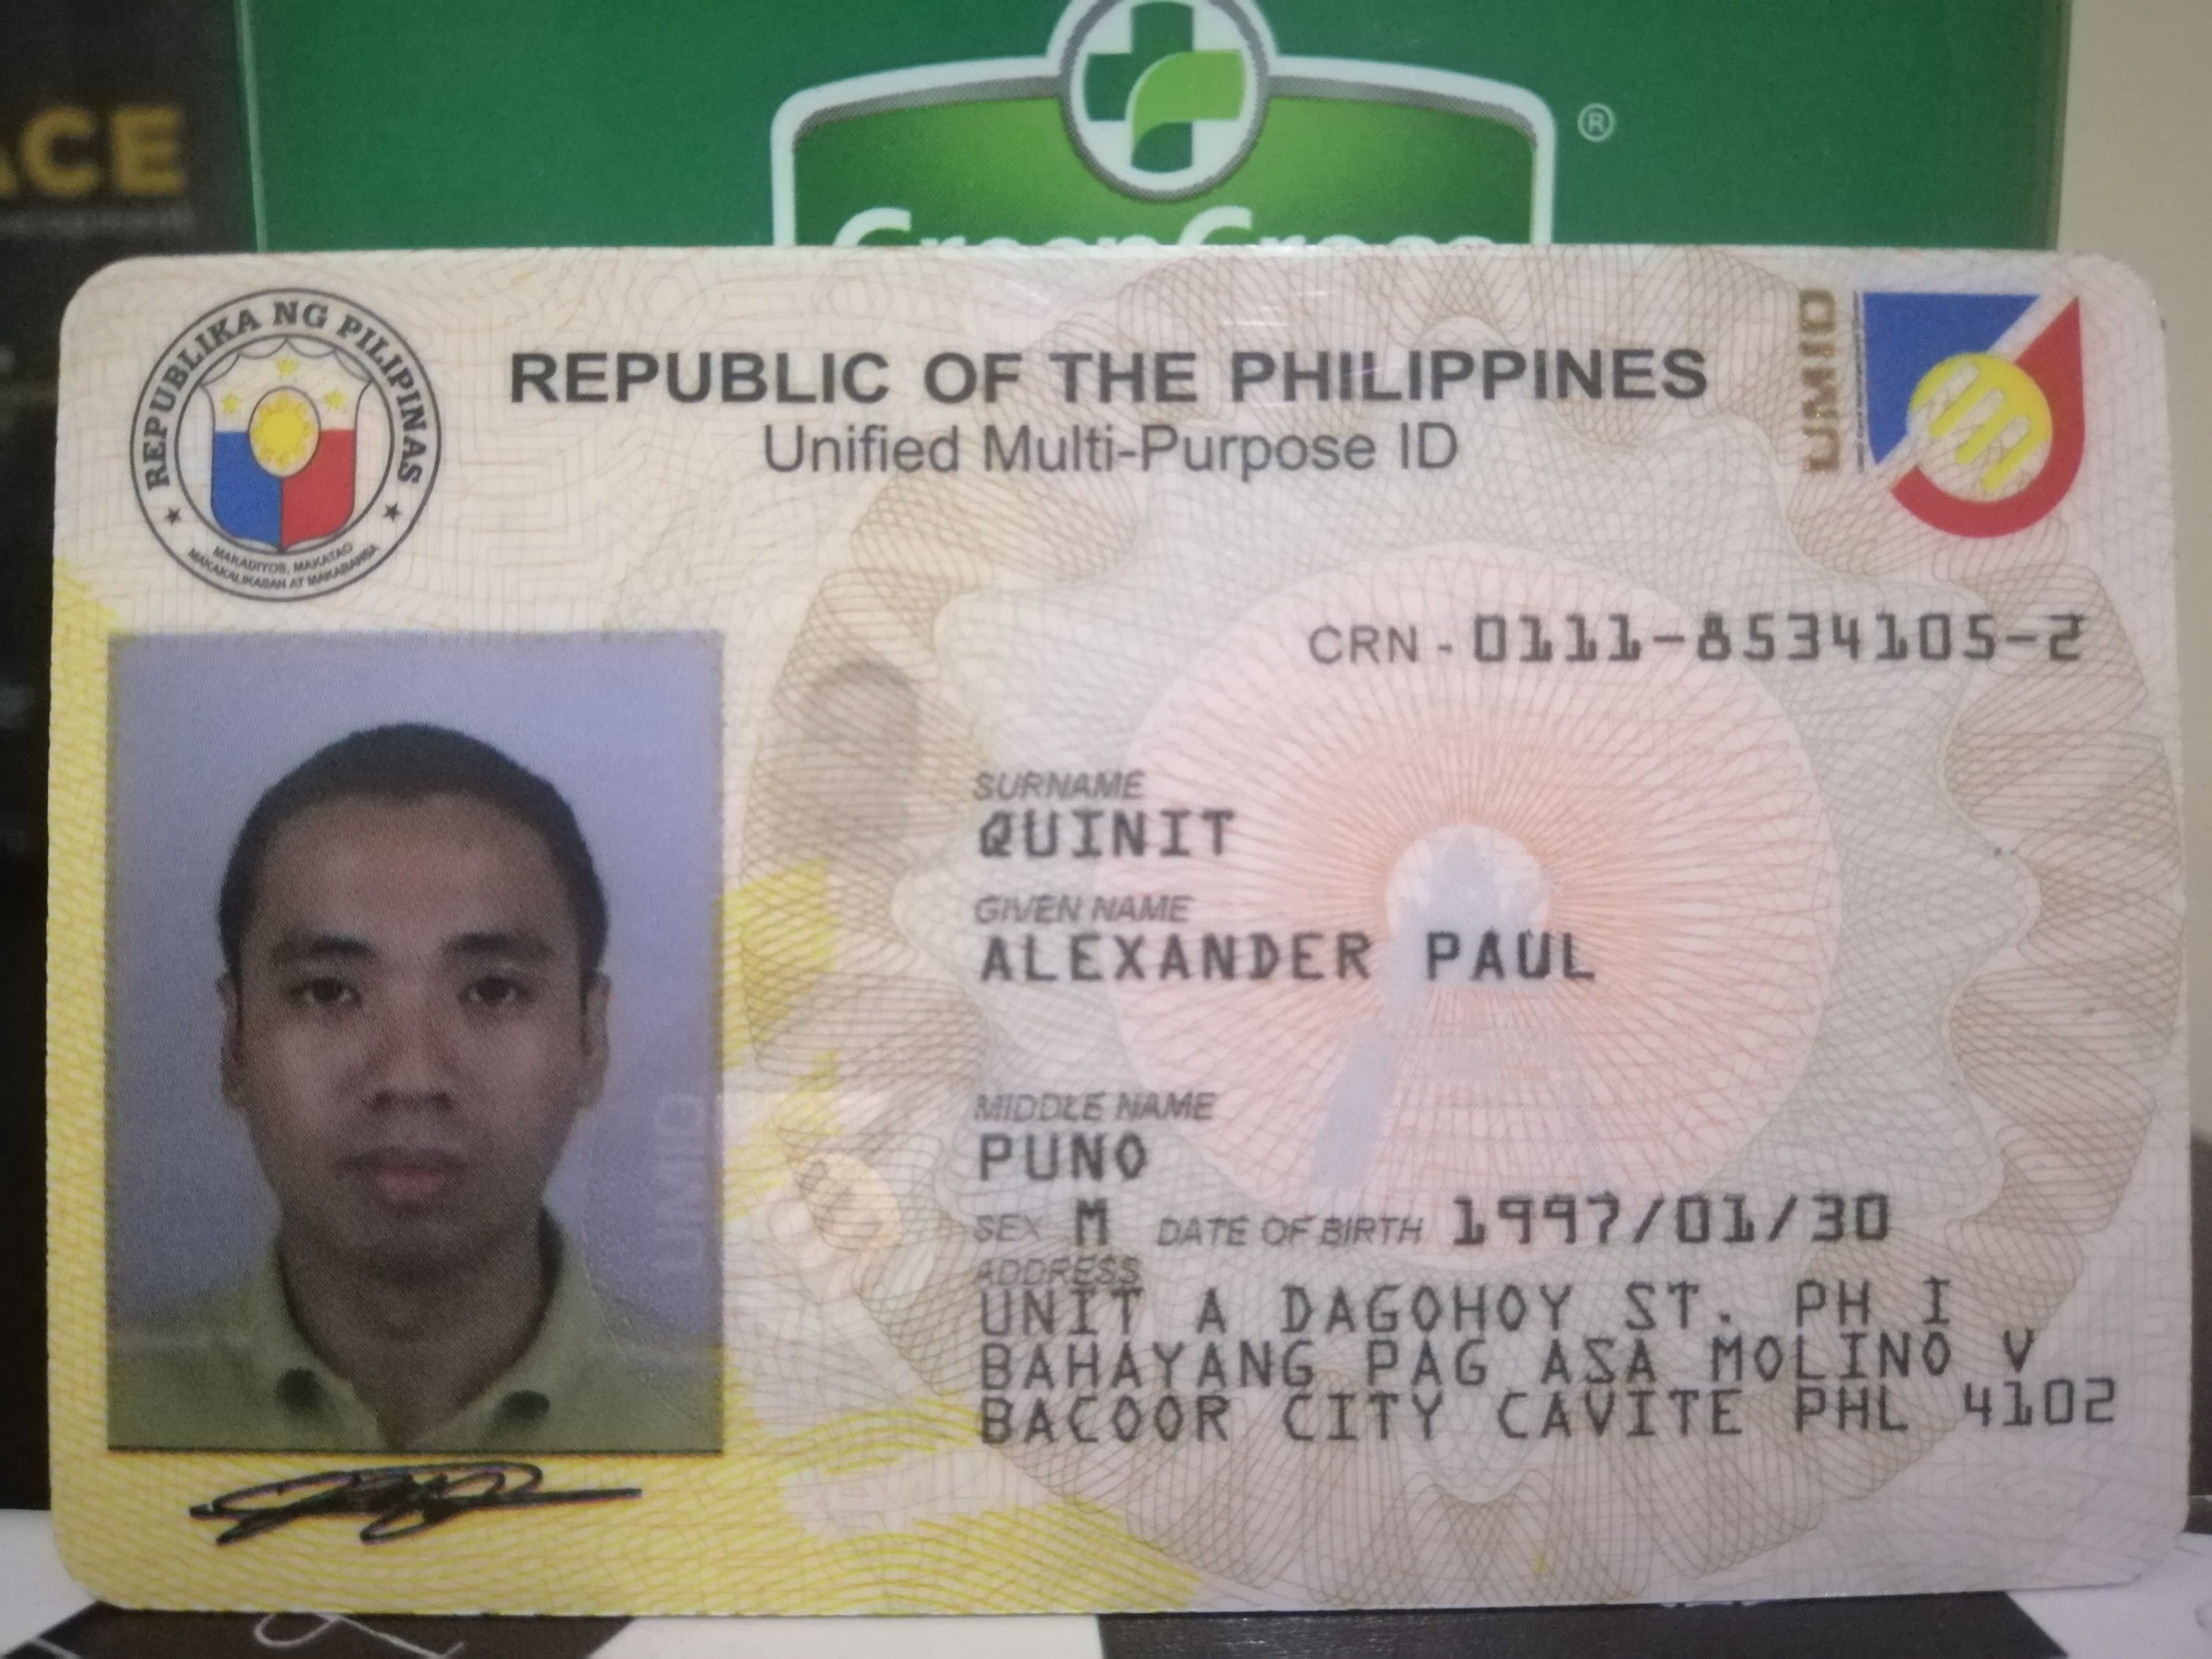 ACE
®
REPUBLIKA NG PILIPINAS
MAKADIYOS, MAKATAO
MAKAKALIKASAN AT MAKABANSA
REPUBLIC OF THE PHILIPPINES
Unified Multi-Purpose ID
UMID
CRN - 0111-8534105-2
SURNAME
QUINIT
GIVEN NAME
ALEXANDER PAUL
MIDDLE NAME
PUNO
SEX M DATE OF BIRTH 1997/01/30
ADDRESS
UNIT A DAGOHOY ST. PH I
BAHAYANG PAG ASA MOLINO V
BACOOR CITY CAVITE PHL 4102
UMID